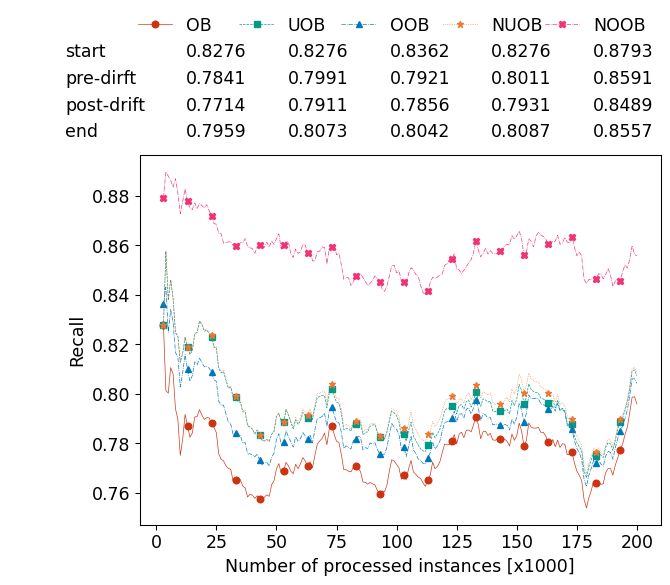 OB UOB OOB NUOB NOOB
start 0.8276 0.8276 0.8362 0.8276 0.8793
pre-dirft 0.7841 0.7991 0.7921 0.8011 0.8591
post-drift 0.7714 0.7911 0.7856 0.7931 0.8489
end 0.7959 0.8073 0.8042 0.8087 0.8557
0.88
0.86
0.84
0.82
0.80
0.78
0.76
Recall
0 25 50 75 100 125 150 175 200
Number of processed instances [x1000]